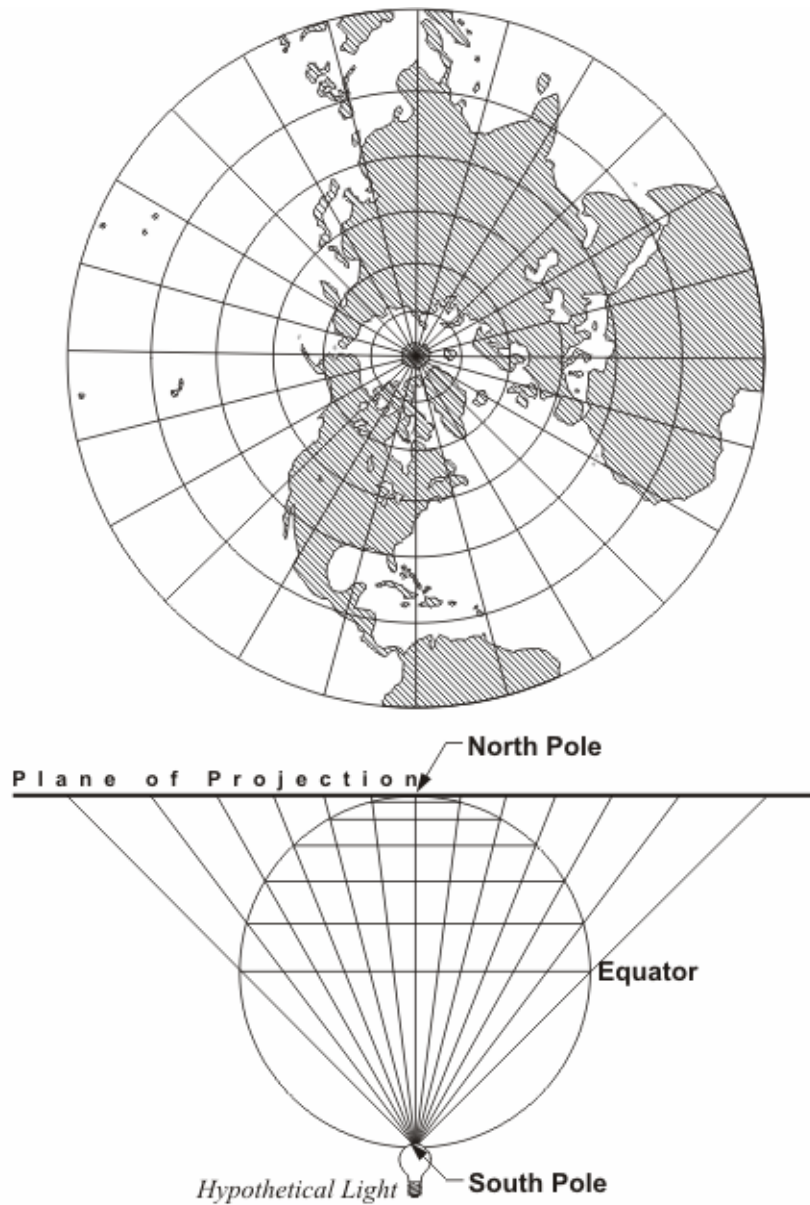 North Pole
Plane of Projection
Equator
South Pole
Hypothetical Light